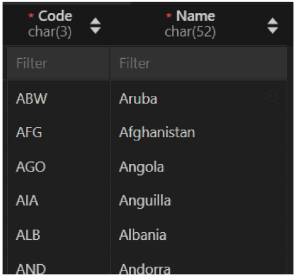 * Code * Name
char(3) char(52)
Filter Filter
ABW Aruba
AFG Afghanistan
AGO Angola
AIA Anguilla
ALB Albania
AND Andorra